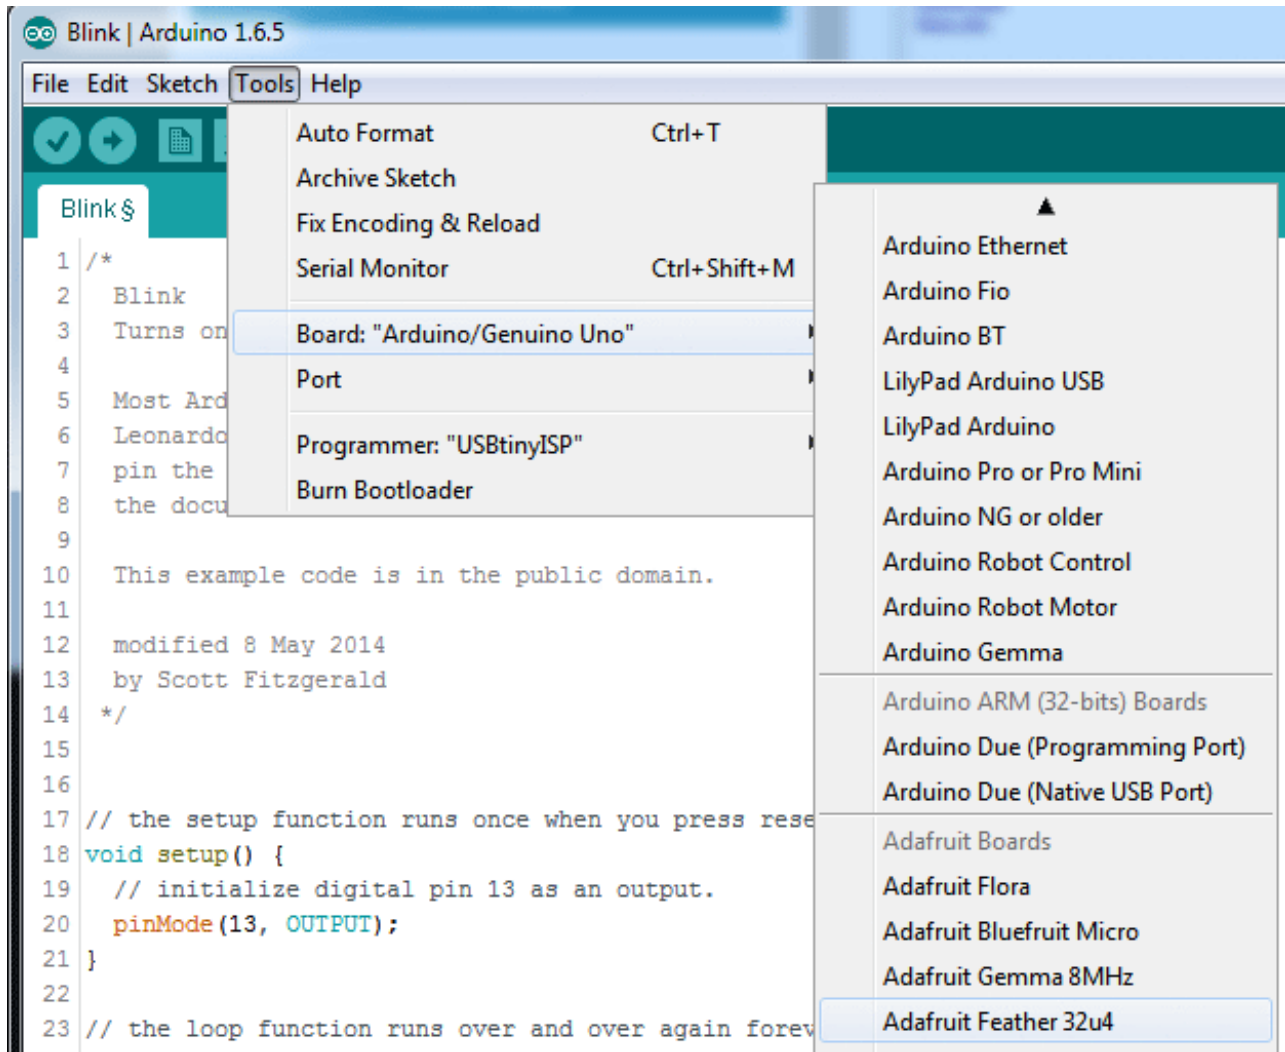 Blink | Arduino 1.6.5
File Edit Sketch Tools Help
Auto Format Ctrl+T
Archive Sketch
Fix Encoding & Reload
Serial Monitor Ctrl+Shift+M
Board: "Arduino/Genuino Uno"
Port
Programmer: "USBtinyISP"
Burn Bootloader
Arduino Ethernet
Arduino Fio
Arduino BT
LilyPad Arduino USB
LilyPad Arduino
Arduino Pro or Pro Mini
Arduino NG or older
Arduino Robot Control
Arduino Robot Motor
Arduino Gemma
Arduino ARM (32-bits) Boards
Arduino Due (Programming Port)
Arduino Due (Native USB Port)
Adafruit Boards
Adafruit Flora
Adafruit Bluefruit Micro
Adafruit Gemma 8MHz
Adafruit Feather 32u4
Blink §
1 /*
2 Blink
3 Turns on
4
5 Most Ard
6 Leonardo
7 pin the
8 the docu
9
10 This example code is in the public domain.
11
12 modified 8 May 2014
13 by Scott Fitzgerald
14 */
15
16
17 // the setup function runs once when you press rese
18 void setup() {
19 // initialize digital pin 13 as an output.
20 pinMode(13, OUTPUT);
21 }
22
23 // the loop function runs over and over again forev